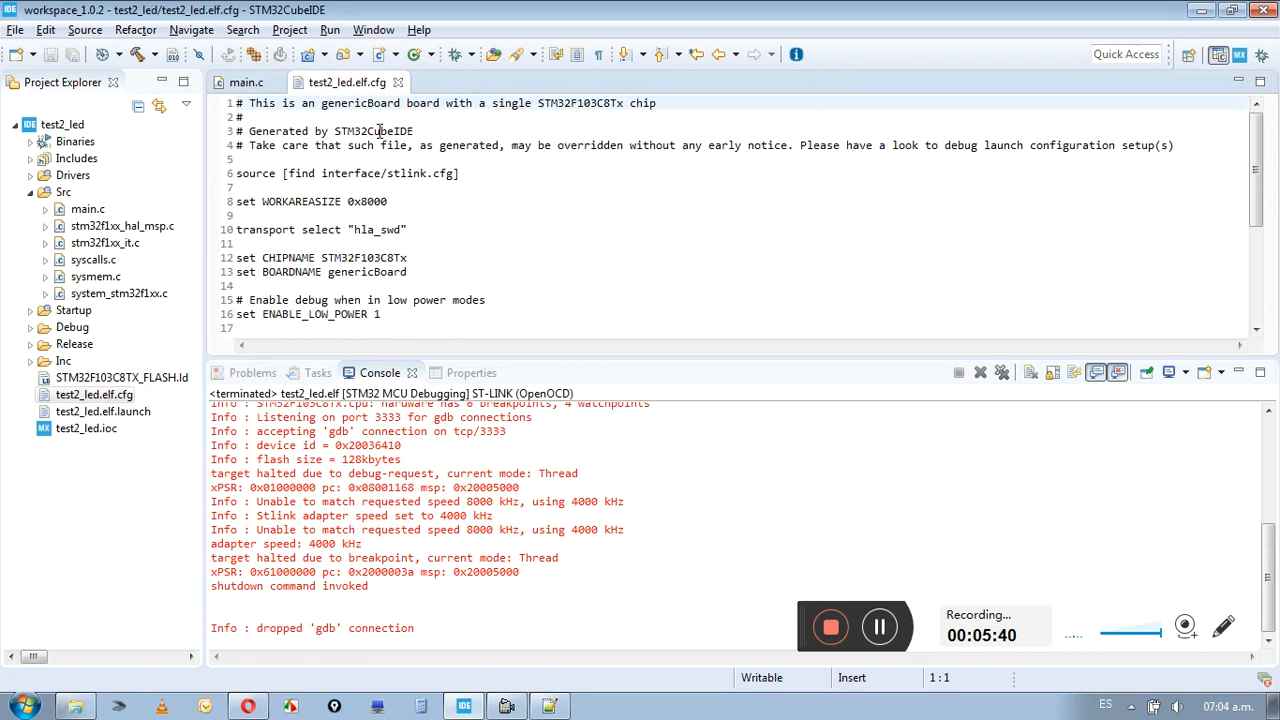 workspace_1.0.2 - test2_led/test2_led.elf.cfg - STM32CubeIDE
File Edit Source Refactor Navigate Search Project Run Window Help
Quick Access
Project Explorer
main.c
test2_led.elf.cfg
test2_led
Binaries
Includes
Drivers
Src
main.c
stm32f1xx_hal_msp.c
stm32f1xx_it.c
syscalls.c
sysmem.c
system_stm32f1xx.c
Startup
Debug
Release
Inc
STM32F103C8TX_FLASH.ld
test2_led.elf.cfg
test2_led.elf.launch
test2_led.ioc
1 # This is an genericBoard board with a single STM32F103C8Tx chip
2 #
3 # Generated by STM32CubeIDE
4 # Take care that such file, as generated, may be overridden without any early notice. Please have a look to debug launch configuration setup(s)
5
6 source [find interface/stlink.cfg]
7
8 set WORKAREASIZE 0x8000
9
10 transport select "hla_swd"
11
12 set CHIPNAME STM32F103C8Tx
13 set BOARDNAME genericBoard
14
15 # Enable debug when in low power modes
16 set ENABLE_LOW_POWER 1
17
Problems Tasks Console Properties
<terminated> test2_led.elf [STM32 MCU Debugging] ST-LINK (OpenOCD)
Info : STM32F103C8Tx.cpu: hardware has 6 breakpoints, 4 watchpoints
Info : Listening on port 3333 for gdb connections
Info : accepting 'gdb' connection on tcp/3333
Info : device id = 0x20036410
Info : flash size = 128kbytes
target halted due to debug-request, current mode: Thread
xPSR: 0x01000000 pc: 0x08001168 msp: 0x20005000
Info : Unable to match requested speed 8000 kHz, using 4000 kHz
Info : Stlink adapter speed set to 4000 kHz
Info : Unable to match requested speed 8000 kHz, using 4000 kHz
adapter speed: 4000 kHz
target halted due to breakpoint, current mode: Thread
xPSR: 0x61000000 pc: 0x2000003a msp: 0x20005000
shutdown command invoked
Info : dropped 'gdb' connection
Recording...
00:05:40
Writable Insert 1 : 1
ES 07:04 a.m.